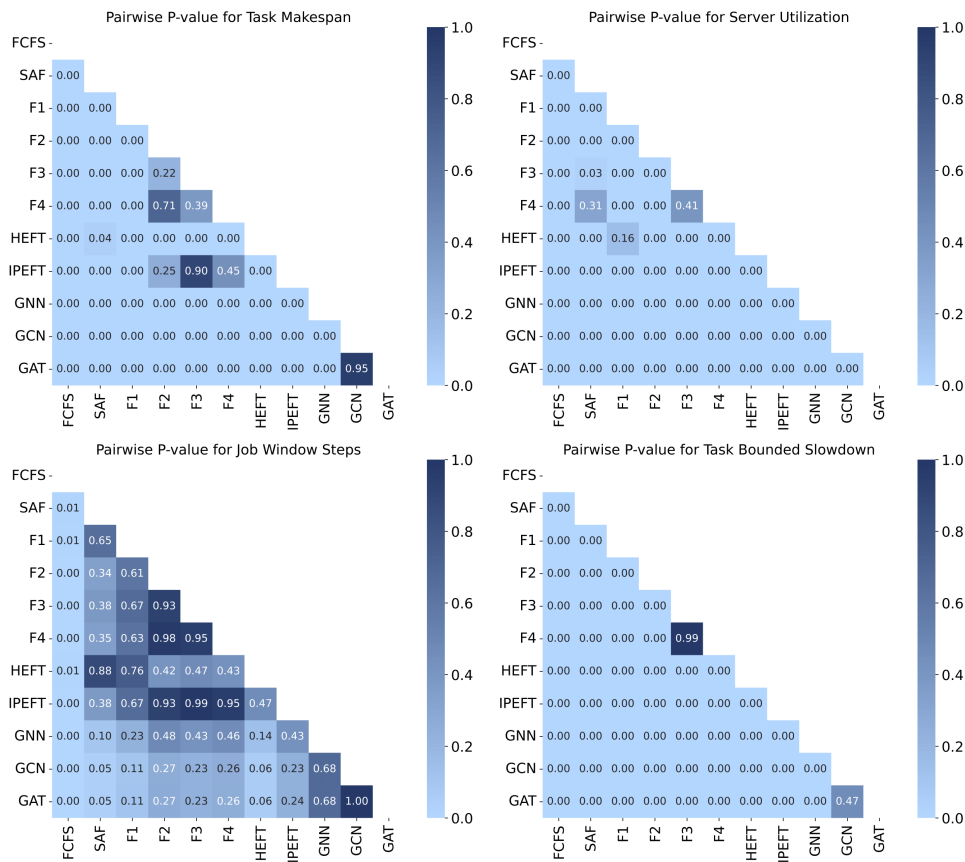 Pairwise P-value for Task Makespan
FCFS
SAF 0.00
F1 0.00 0.00
F2 0.00 0.00 0.00
F3 0.00 0.00 0.00 0.22
F4 0.00 0.00 0.00 0.71 0.39
HEFT 0.00 0.04 0.00 0.00 0.00 0.00
IPEFT 0.00 0.00 0.00 0.25 0.90 0.45 0.00
GNN 0.00 0.00 0.00 0.00 0.00 0.00 0.00 0.00
GCN 0.00 0.00 0.00 0.00 0.00 0.00 0.00 0.00 0.00
GAT 0.00 0.00 0.00 0.00 0.00 0.00 0.00 0.00 0.00 0.95
FCFS SAF F1 F2 F3 F4 HEFT IPEFT GNN GCN GAT
1.0
0.8
0.6
0.4
0.2
0.0
Pairwise P-value for Server Utilization
FCFS
SAF 0.00
F1 0.00 0.00
F2 0.00 0.00 0.00
F3 0.00 0.03 0.00 0.00
F4 0.00 0.31 0.00 0.00 0.41
HEFT 0.00 0.00 0.16 0.00 0.00 0.00
IPEFT 0.00 0.00 0.00 0.00 0.00 0.00 0.00
GNN 0.00 0.00 0.00 0.00 0.00 0.00 0.00 0.00
GCN 0.00 0.00 0.00 0.00 0.00 0.00 0.00 0.00 0.00
GAT 0.00 0.00 0.00 0.00 0.00 0.00 0.00 0.00 0.00 0.00
FCFS SAF F1 F2 F3 F4 HEFT IPEFT GNN GCN GAT
1.0
0.8
0.6
0.4
0.2
0.0
Pairwise P-value for Job Window Steps
FCFS
SAF 0.01
F1 0.01 0.65
F2 0.00 0.34 0.61
F3 0.00 0.38 0.67 0.93
F4 0.00 0.35 0.63 0.98 0.95
HEFT 0.01 0.88 0.76 0.42 0.47 0.43
IPEFT 0.00 0.38 0.67 0.93 0.99 0.95 0.47
GNN 0.00 0.10 0.23 0.48 0.43 0.46 0.14 0.43
GCN 0.00 0.05 0.11 0.27 0.23 0.26 0.06 0.23 0.68
GAT 0.00 0.05 0.11 0.27 0.23 0.26 0.06 0.24 0.68 1.00
FCFS SAF F1 F2 F3 F4 HEFT IPEFT GNN GCN GAT
1.0
0.8
0.6
0.4
0.2
0.0
Pairwise P-value for Task Bounded Slowdown
FCFS
SAF 0.00
F1 0.00 0.00
F2 0.00 0.00 0.00
F3 0.00 0.00 0.00 0.00
F4 0.00 0.00 0.00 0.00 0.99
HEFT 0.00 0.00 0.00 0.00 0.00 0.00
IPEFT 0.00 0.00 0.00 0.00 0.00 0.00 0.00
GNN 0.00 0.00 0.00 0.00 0.00 0.00 0.00 0.00
GCN 0.00 0.00 0.00 0.00 0.00 0.00 0.00 0.00 0.00
GAT 0.00 0.00 0.00 0.00 0.00 0.00 0.00 0.00 0.00 0.47
FCFS SAF F1 F2 F3 F4 HEFT IPEFT GNN GCN GAT
1.0
0.8
0.6
0.4
0.2
0.0